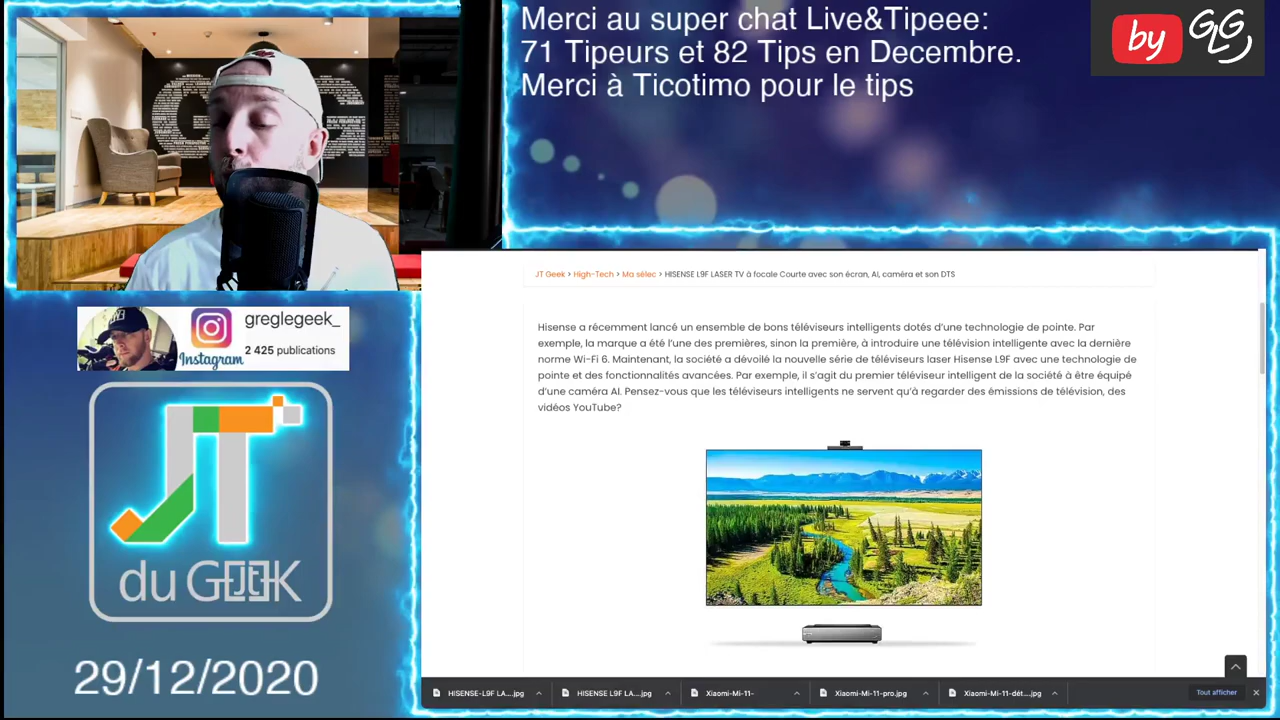 Merci au super chat Live&Tipeee:
71 Tipeurs et 82 Tips en Decembre.
Merci a Ticotimo pour le tips
by GLG
greglegeek_
2 425 publications
Instagram
JT
du GEEK
29/12/2020
JT Geek > High-Tech > Ma sélec > HISENSE L9F LASER TV à focale Courte avec son écran, AI, caméra et son DTS
Hisense a récemment lancé un ensemble de bons téléviseurs intelligents dotés d'une technologie de pointe. Par
exemple, la marque a été l'une des premières, sinon la première, à introduire une télévision intelligente avec la dernière
norme Wi-Fi 6. Maintenant, la société a dévoilé la nouvelle série de téléviseurs laser Hisense L9F avec une technologie de
pointe et des fonctionnalités avancées. Par exemple, il s'agit du premier téléviseur intelligent de la société à être équipé
d'une caméra AI. Pensez-vous que les téléviseurs intelligents ne servent qu'à regarder des émissions de télévision, des
vidéos YouTube?
HISENSE-L9F LA....jpg
HISENSE L9F LA....jpg
Xiaomi-Mi-11-
Xiaomi-Mi-11-pro.jpg
Xiaomi-Mi-11-dét....jpg
Tout afficher